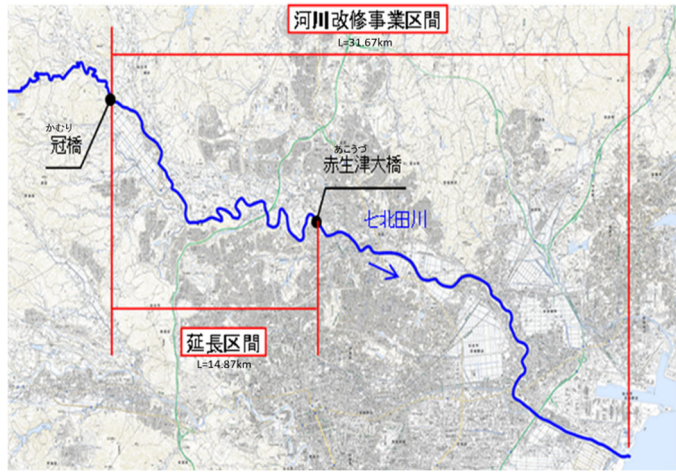 河川改修事業区間
L=31.67km
かむり
冠橋
あこうづ
赤生津大橋
七北田川
延長区間
L=14.87km